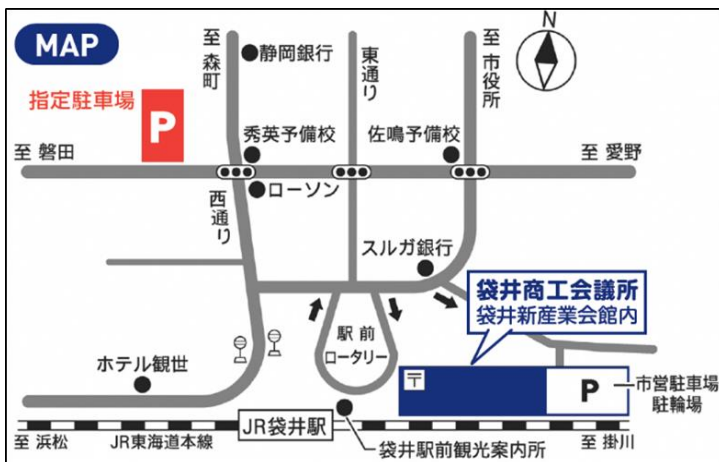 MAP
至森町
静岡銀行
東通り
至市役所
N
指定駐車場
P
秀英予備校
佐鳴予備校
至 磐田
至 愛野
ローソン
西通り
スルガ銀行
袋井商工会議所
袋井新産業会館内
駅前
ロータリー
ホテル観世
〒
P
市営駐車場
駐輪場
JR袋井駅
至 浜松
JR東海道本線
袋井駅前観光案内所
至 掛川